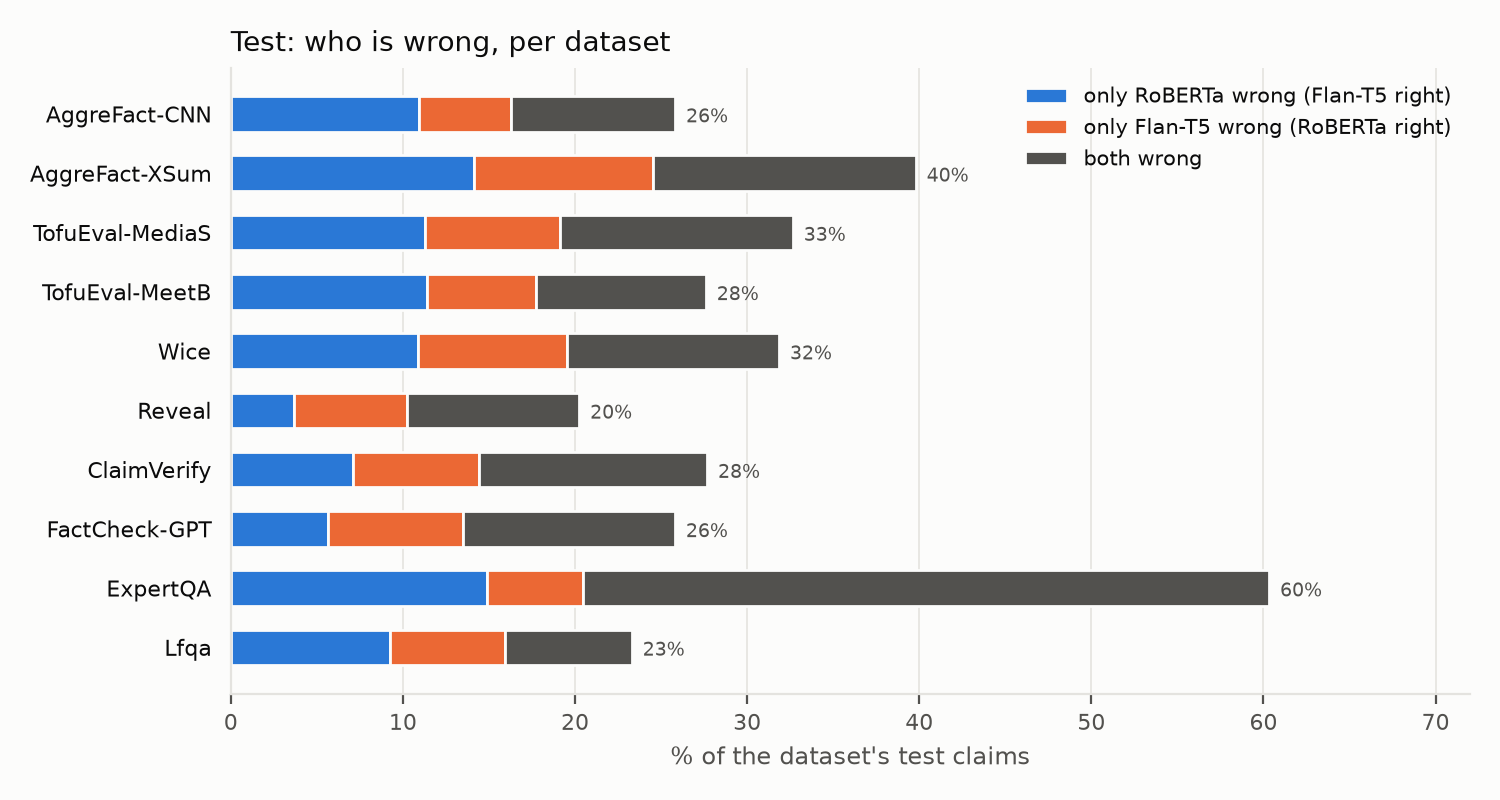 Test: who is wrong, per dataset
only RoBERTa wrong (Flan-T5 right)
only Flan-T5 wrong (RoBERTa right)
both wrong
AggreFact-CNN 26%
AggreFact-XSum 40%
TofuEval-MediaS 33%
TofuEval-MeetB 28%
Wice 32%
Reveal 20%
ClaimVerify 28%
FactCheck-GPT 26%
ExpertQA 60%
Lfqa 23%
0 10 20 30 40 50 60 70
% of the dataset's test claims